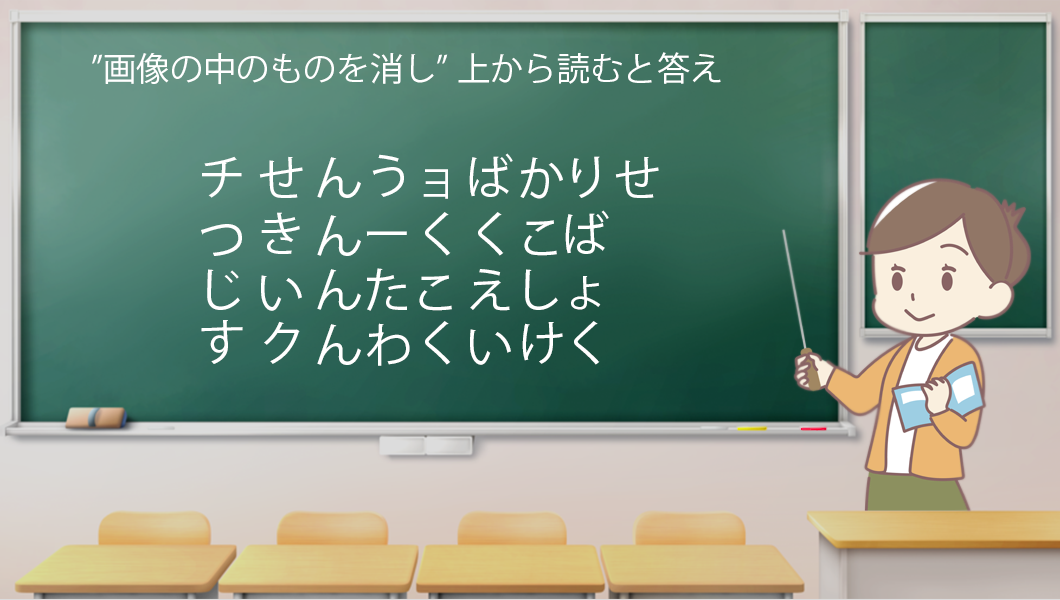 ”画像の中のものを消し” 上から読むと答え
チせんうョばかりせ
つきんーくくこば
じいんたこえしょ
すクんわくいけく